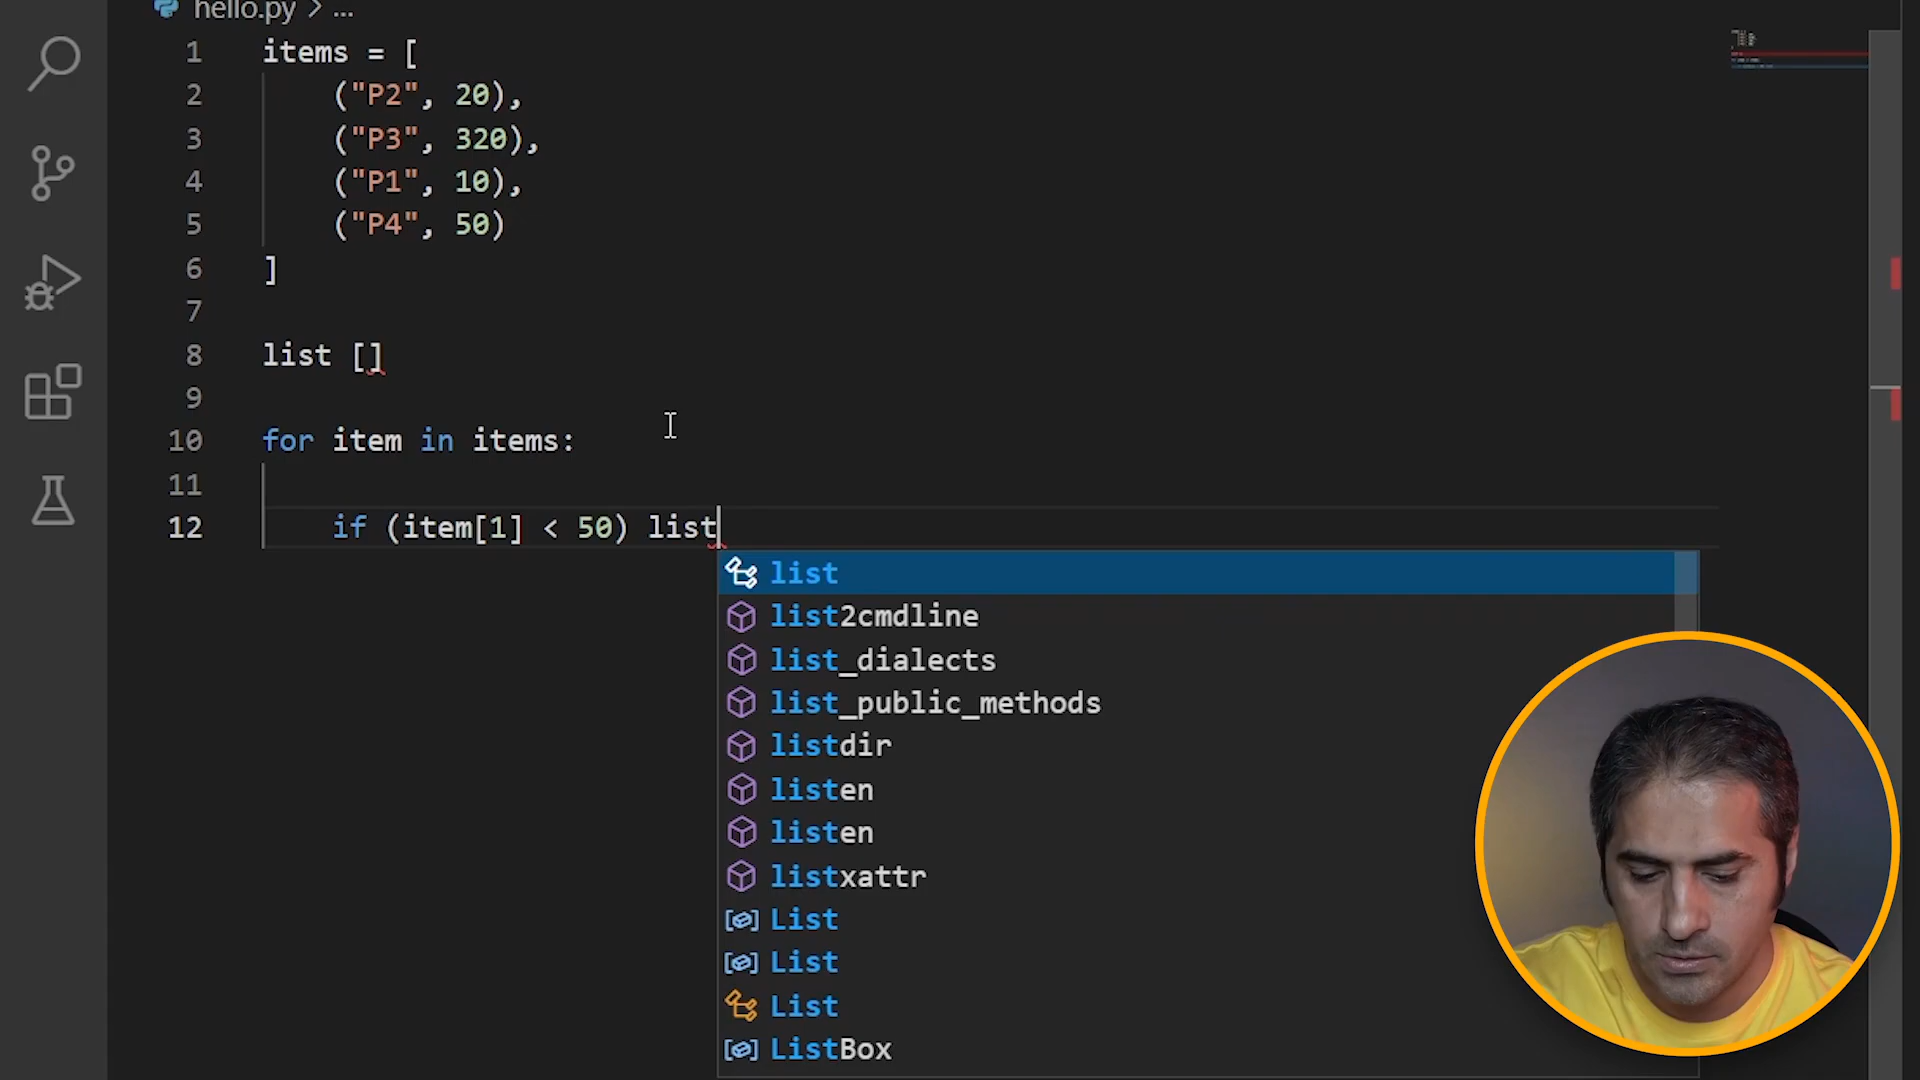 hello.py > ...
1 items = [
2 ("P2", 20),
3 ("P3", 320),
4 ("P1", 10),
5 ("P4", 50)
6 ]
7
8 list []
9
10 for item in items:
11
12 if (item[1] < 50) list
list
list2cmdline
list_dialects
list_public_methods
listdir
listen
listen
listxattr
List
List
List
ListBox